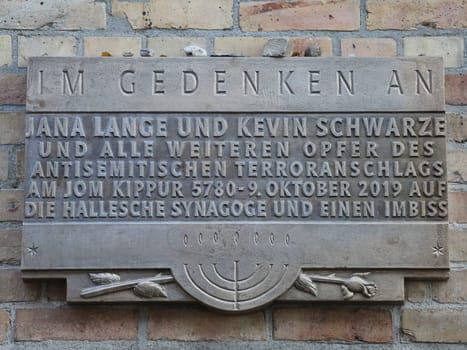 IM GEDENKEN AN
JANA LANGE UND KEVIN SCHWARZE
UND ALLE WEITEREN OPFER DES
ANTISEMITISCHEN TERRORANSCHLAGS
AM JOM KIPPUR 5780-9. OKTOBER 2019 AUF
DIE HALLESCHE SYNAGOGE UND EINEN IMBISS